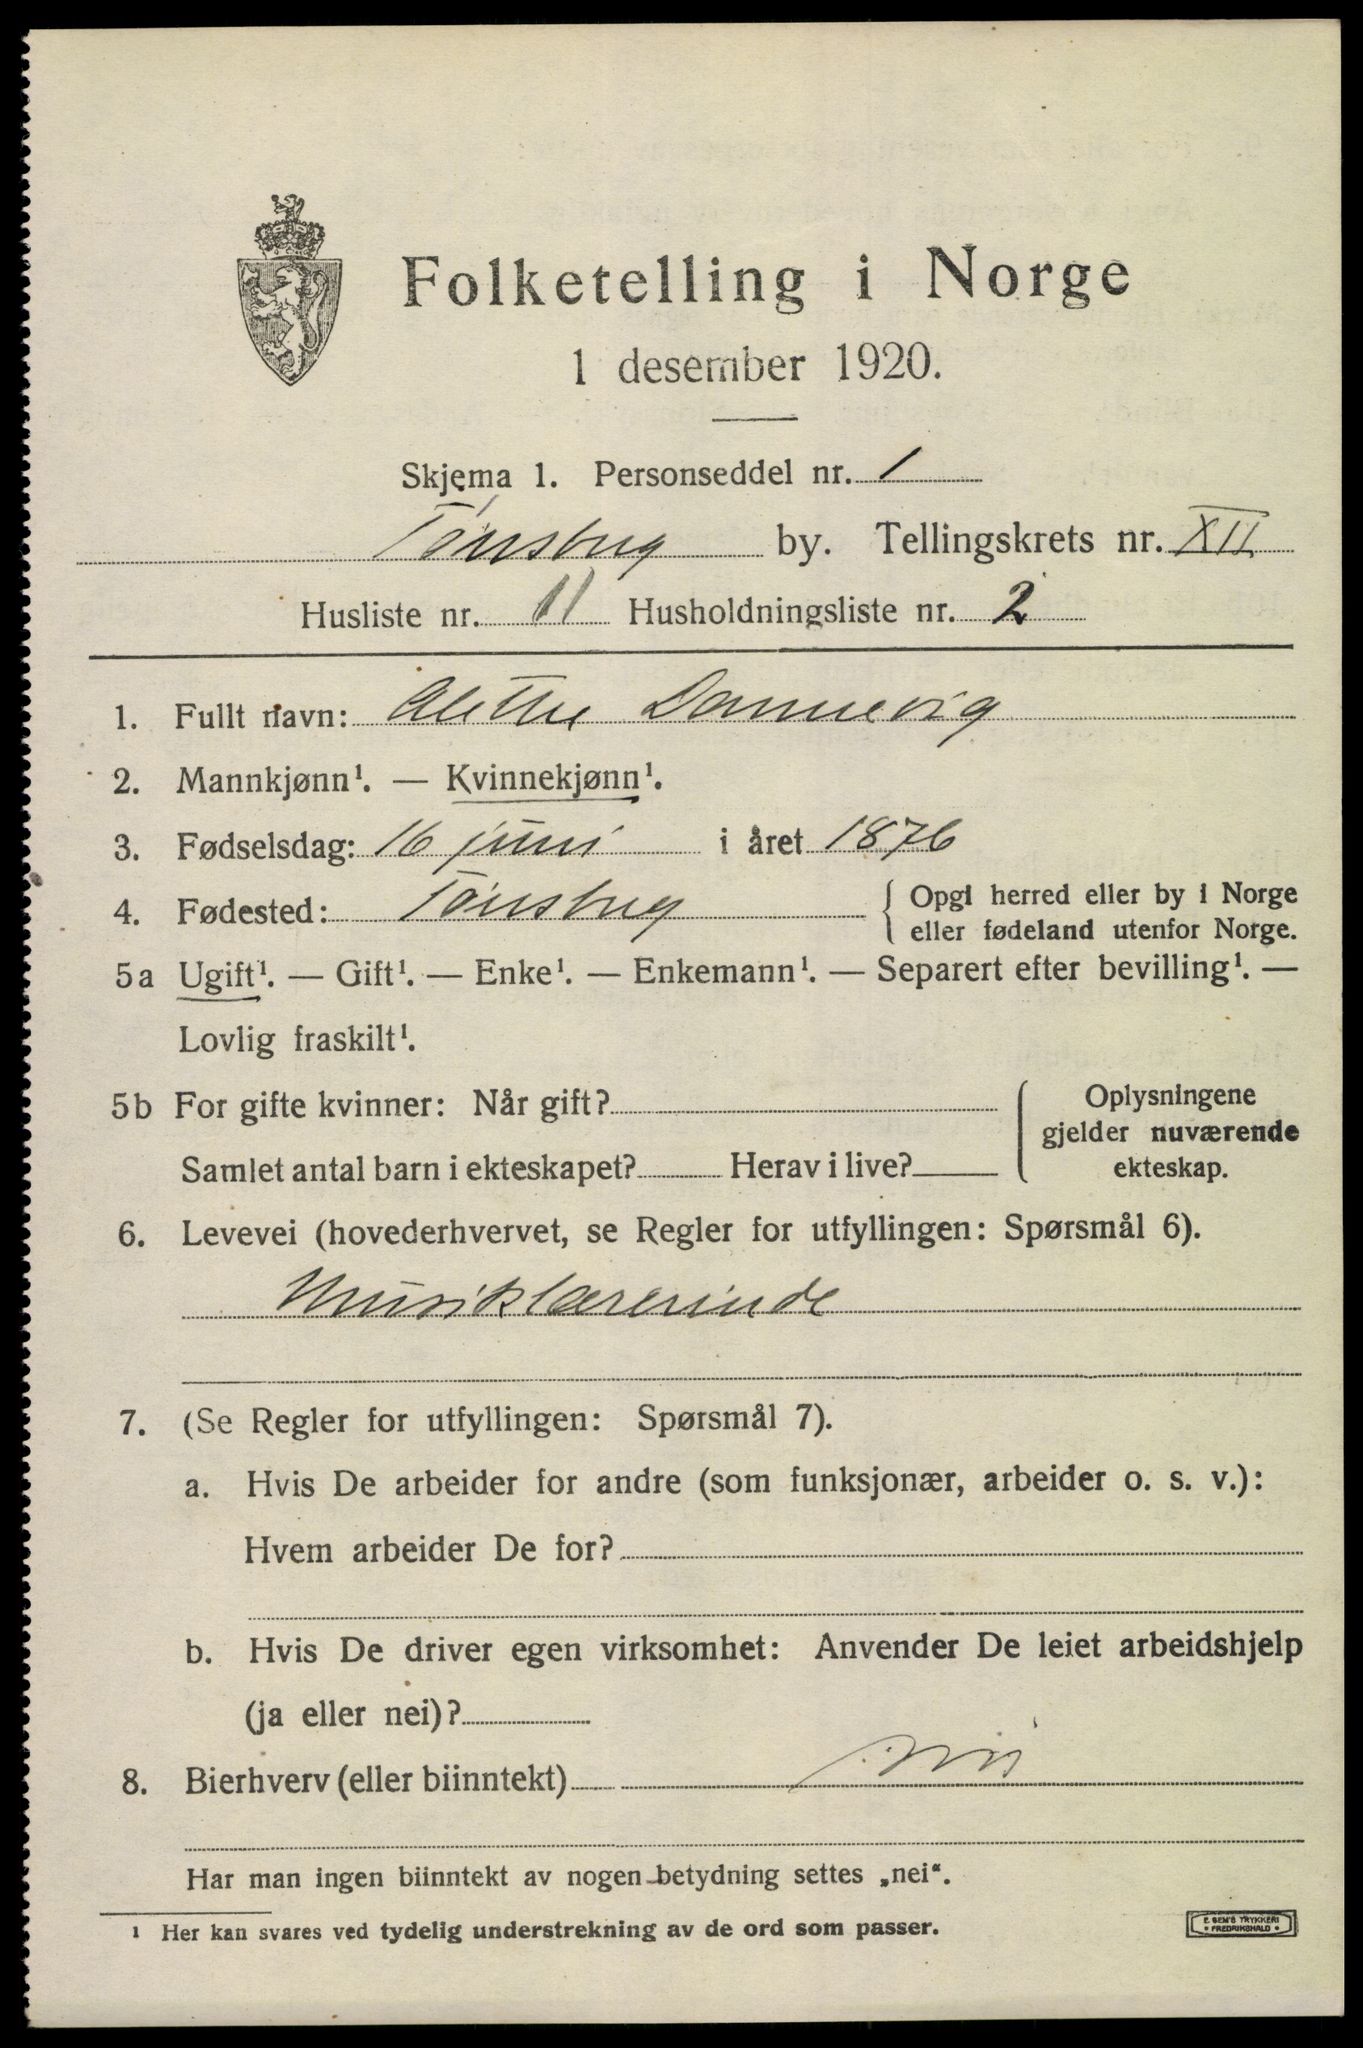 Folketelling i Norge
1 desember 1920.
Skjema 1. Personseddel nr. 1
Tønsberg by. Tellingskrets nr. XII
Husliste nr. 11 Husholdningsliste nr. 2
1. Fullt navn: Alethe Dannevig
2. Mannkjønn¹. — Kvinnekjønn¹.
3. Fødselsdag: 16 juni i året 1876
4. Fødested: Tønsberg { Opgi herred eller by i Norge
eller fødeland utenfor Norge.
5a Ugift¹. — Gift¹. — Enke¹. — Enkemann¹. — Separert efter bevilling¹. —
Lovlig fraskilt¹.
5b For gifte kvinner: Når gift? { Oplysningene
gjelder nuværende
Samlet antal barn i ekteskapet? Herav i live? ekteskap.
6. Levevei (hovederhvervet, se Regler for utfyllingen: Spørsmål 6).
Musiklærerinde
7. (Se Regler for utfyllingen: Spørsmål 7).
a. Hvis De arbeider for andre (som funksjonær, arbeider o. s. v.):
Hvem arbeider De for?
b. Hvis De driver egen virksomhet: Anvender De leiet arbeidshjelp
(ja eller nei)?
8. Bierhverv (eller biinntekt) nei
Har man ingen biinntekt av nogen betydning settes „nei“.
¹ Her kan svares ved tydelig understrekning av de ord som passer.
E. SEM'S TRYKKERI
• FREDRIKSHALD •